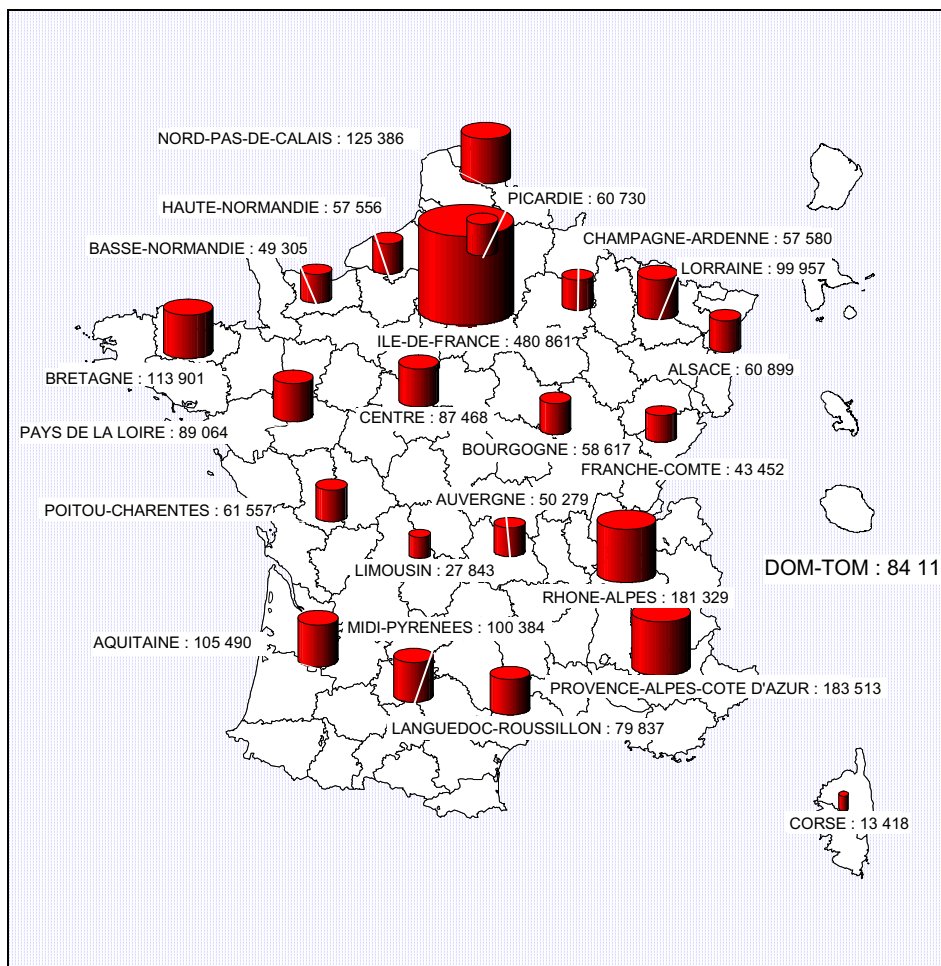 NORD-PAS-DE-CALAIS : 125 386
PICARDIE : 60 730
HAUTE-NORMANDIE : 57 556
BASSE-NORMANDIE : 49 305
CHAMPAGNE-ARDENNE : 57 580
LORRAINE : 99 957
ILE-DE-FRANCE : 480 861
ALSACE : 60 899
BRETAGNE : 113 901
CENTRE : 87 468
PAYS DE LA LOIRE : 89 064
BOURGOGNE : 58 617
FRANCHE-COMTE : 43 452
AUVERGNE : 50 279
POITOU-CHARENTES : 61 557
LIMOUSIN : 27 843
DOM-TOM : 84 11
RHONE-ALPES : 181 329
MIDI-PYRENEES : 100 384
AQUITAINE : 105 490
PROVENCE-ALPES-COTE D'AZUR : 183 513
LANGUEDOC-ROUSSILLON : 79 837
CORSE : 13 418